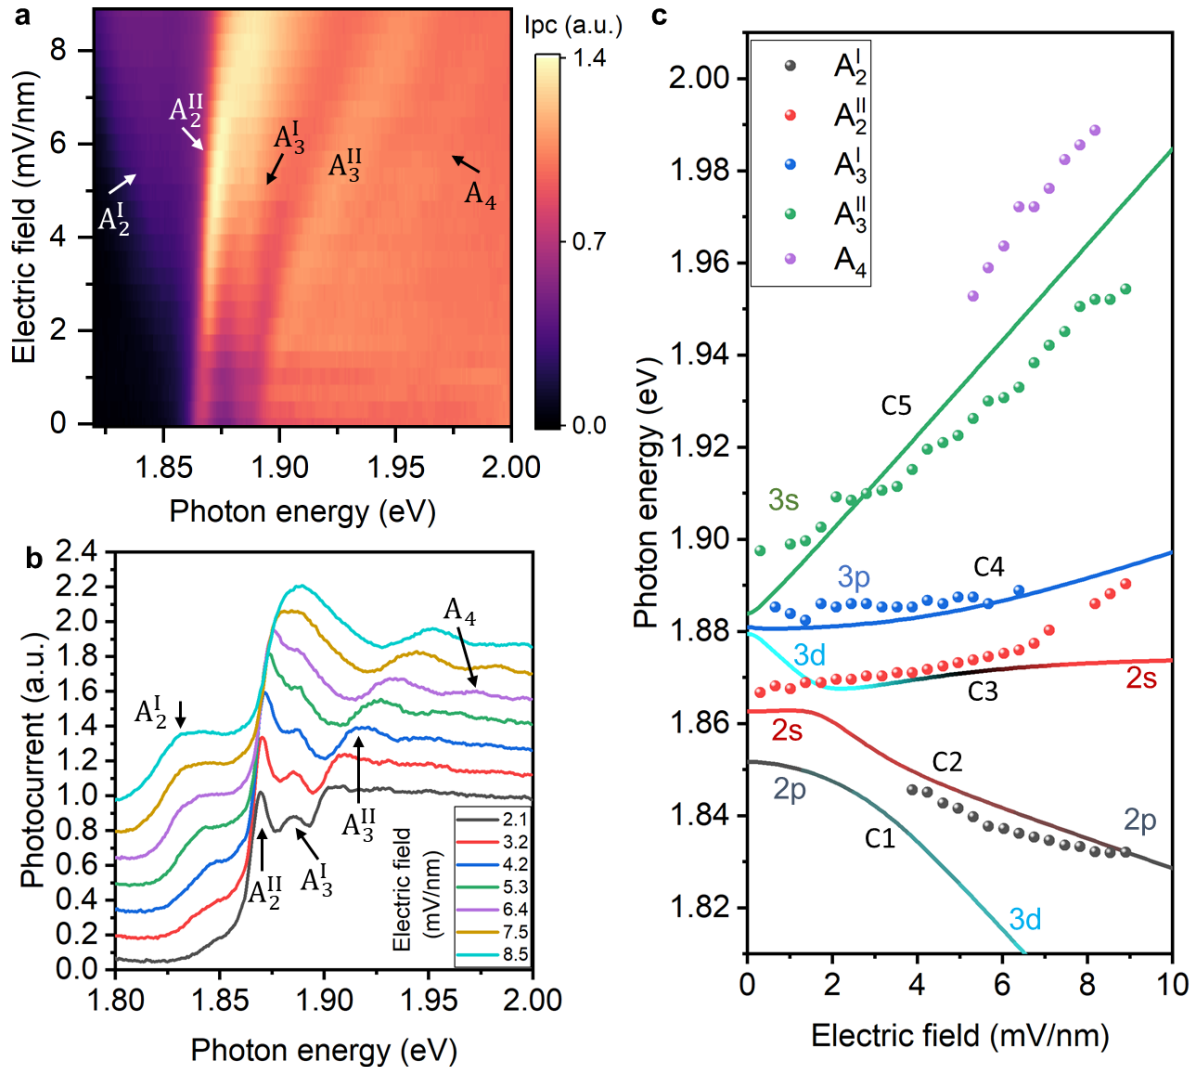 a
Ipc (a.u.)
1.4
0.7
0.0
Electric field (mV/nm)
8
6
4
2
0
A₂ᴵᴵ
A₃ᴵ
A₃ᴵᴵ
A₂ᴵ
A₄
1.85 1.90 1.95 2.00
Photon energy (eV)
b
Photocurrent (a.u.)
2.4
2.2
2.0
1.8
1.6
1.4
1.2
1.0
0.8
0.6
0.4
0.2
0.0
A₄
A₂ᴵ
A₃ᴵᴵ
A₂ᴵᴵ
A₃ᴵ
Electric field
(mV/nm)
2.1
3.2
4.2
5.3
6.4
7.5
8.5
1.80 1.85 1.90 1.95 2.00
Photon energy (eV)
c
Photon energy (eV)
2.00
1.98
1.96
1.94
1.92
1.90
1.88
1.86
1.84
1.82
A₂ᴵ
A₂ᴵᴵ
A₃ᴵ
A₃ᴵᴵ
A₄
C5
3s
3p
C4
3d
C3
2s
2s
C2
2p
2p
C1
3d
0 2 4 6 8 10
Electric field (mV/nm)